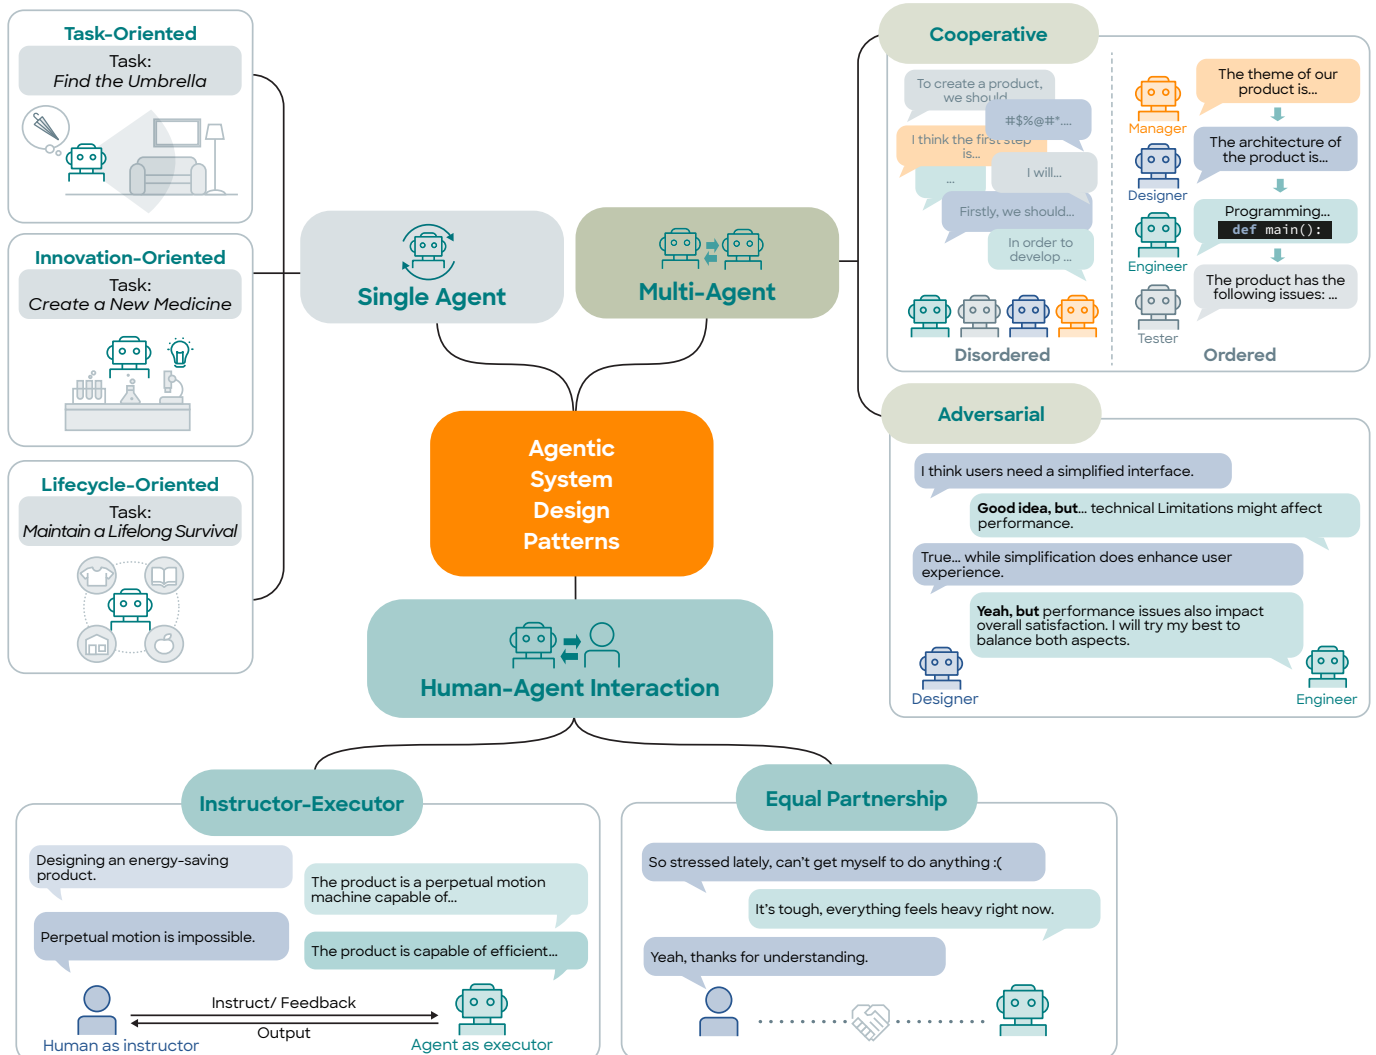 Task-Oriented
Task:
Find the Umbrella
Innovation-Oriented
Task:
Create a New Medicine
Lifecycle-Oriented
Task:
Maintain a Lifelong Survival
Single Agent
Multi-Agent
Agentic
System
Design
Patterns
Human-Agent Interaction
Cooperative
To create a product,
we should
#$%@#*....
I think the first step
is...
I will...
...
Firstly, we should...
In order to
develop ...
Disordered
The theme of our
product is...
Manager
The architecture of
the product is...
Designer
Programming...
def main():
Engineer
The product has the
following issues: ...
Tester
Ordered
Adversarial
I think users need a simplified interface.
Good idea, but... technical Limitations might affect
performance.
True... while simplification does enhance user
experience.
Yeah, but performance issues also impact
overall satisfaction. I will try my best to
balance both aspects.
Designer
Engineer
Instructor-Executor
Designing an energy-saving
product.
The product is a perpetual motion
machine capable of...
Perpetual motion is impossible.
The product is capable of efficient...
Instruct/ Feedback
Output
Human as instructor
Agent as executor
Equal Partnership
So stressed lately, can't get myself to do anything :(
It's tough, everything feels heavy right now.
Yeah, thanks for understanding.